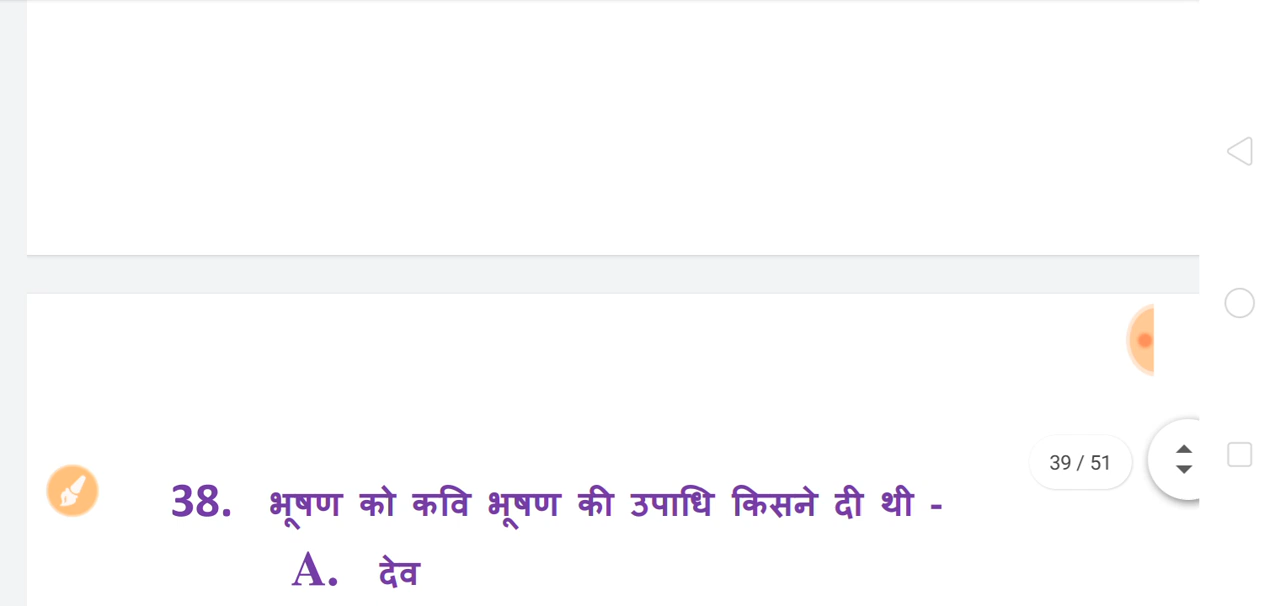 39 / 51
38. भूषण को कवि भूषण की उपाधि किसने दी थी -
A. देव